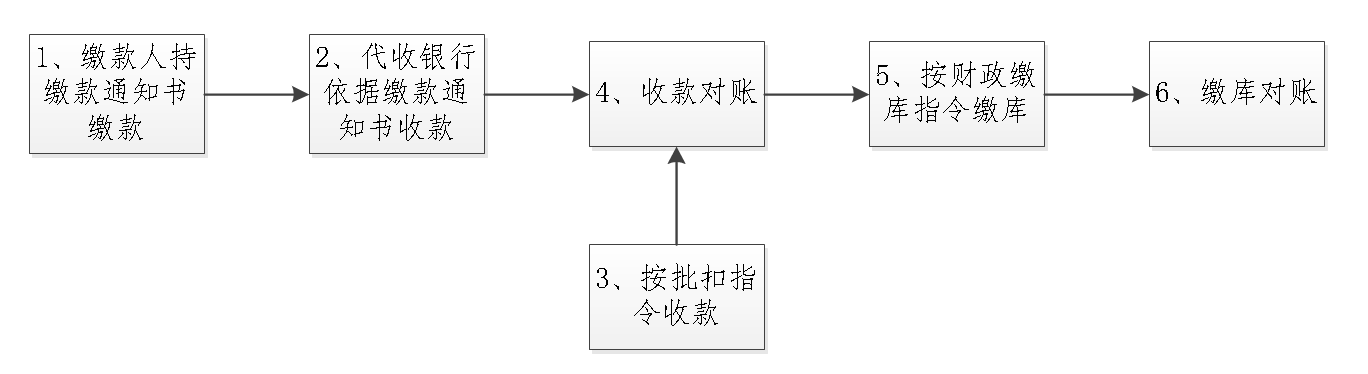 1、缴款人持
缴款通知书
缴款
2、代收银行
依据缴款通
知书收款
4、收款对账
5、按财政缴
库指令缴库
6、缴库对账
3、按批扣指
令收款